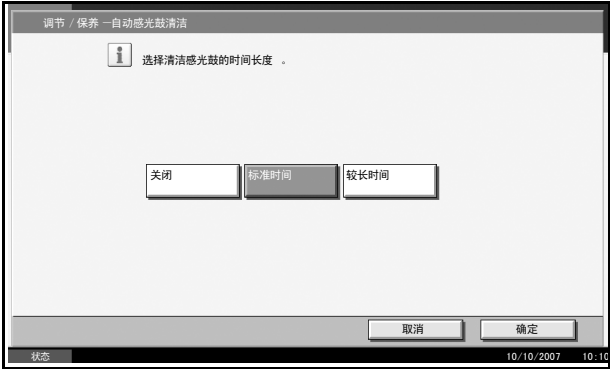 调节 / 保养 －自动感光鼓清洁
选择清洁感光鼓的时间长度 。
关闭 标准时间 较长时间
取消 确定
状态 10/10/2007 10:10